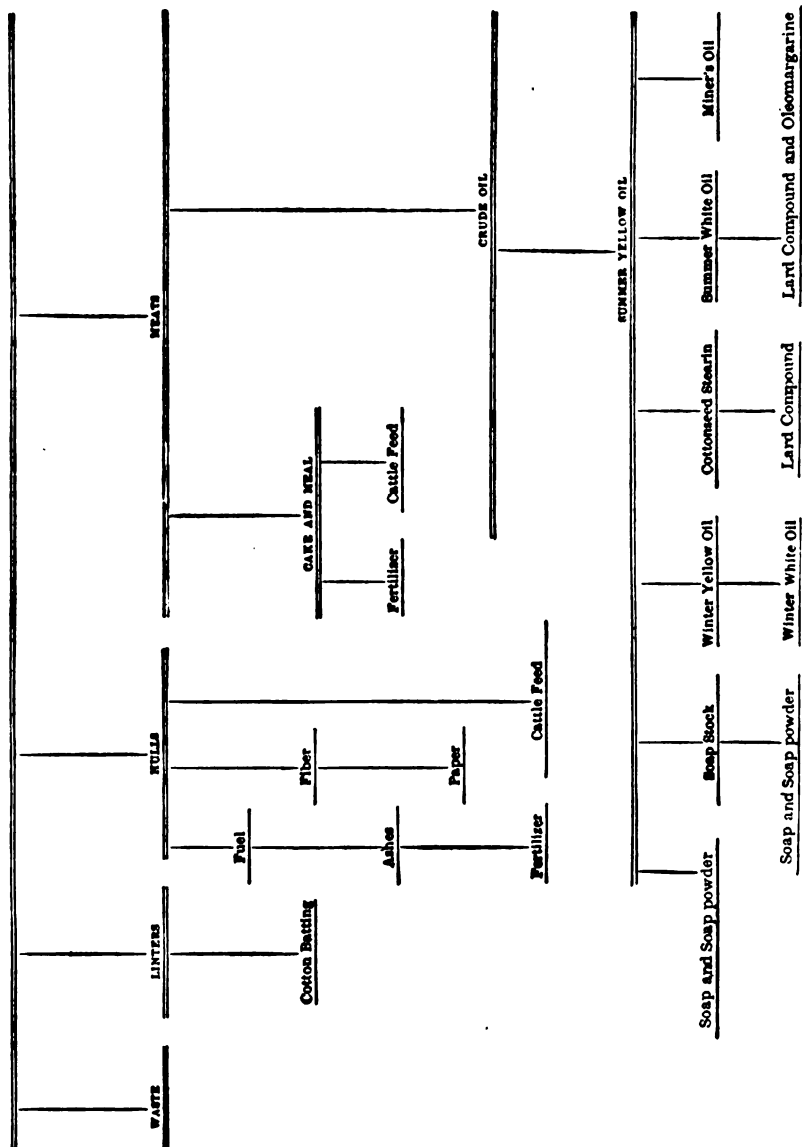 WASTE
LINTERS
HULLS
MEATS
Fuel
Cotton Batting
Fiber
CAKE AND MEAL
Ashes
Fertilizer
Cattle Feed
Paper
CRUDE OIL
Fertilizer
Cattle Feed
SUMMER YELLOW OIL
Soap and Soap powder
Soap Stock
Winter Yellow Oil
Cottonseed Stearin
Summer White Oil
Miner's Oil
Soap and Soap powder
Winter White Oil
Lard Compound
Lard Compound and Oleomargarine